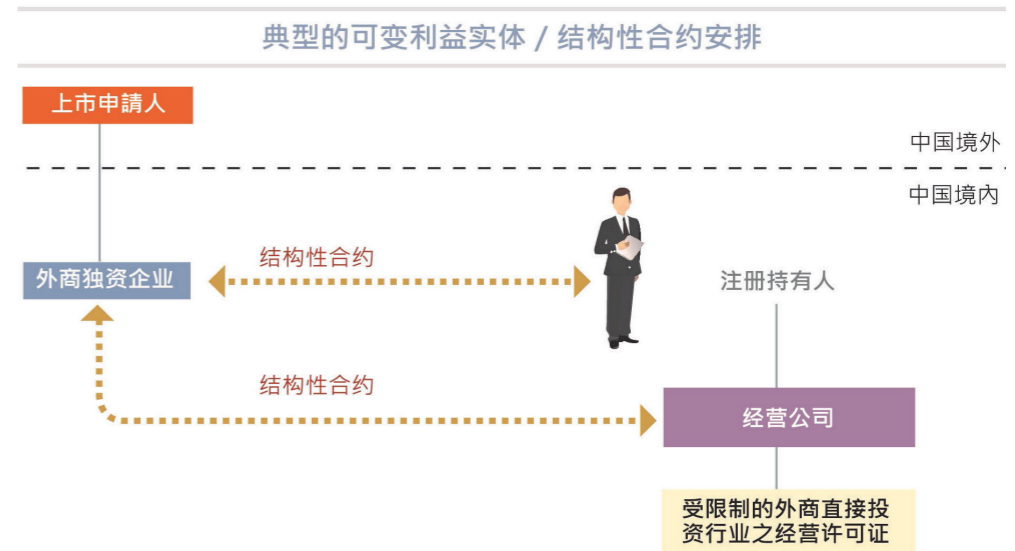 典型的可变利益实体 / 结构性合约安排
上市申請人
中国境外
中国境內
结构性合约
外商独资企业
注册持有人
结构性合约
经营公司
受限制的外商直接投
资行业之经营许可证